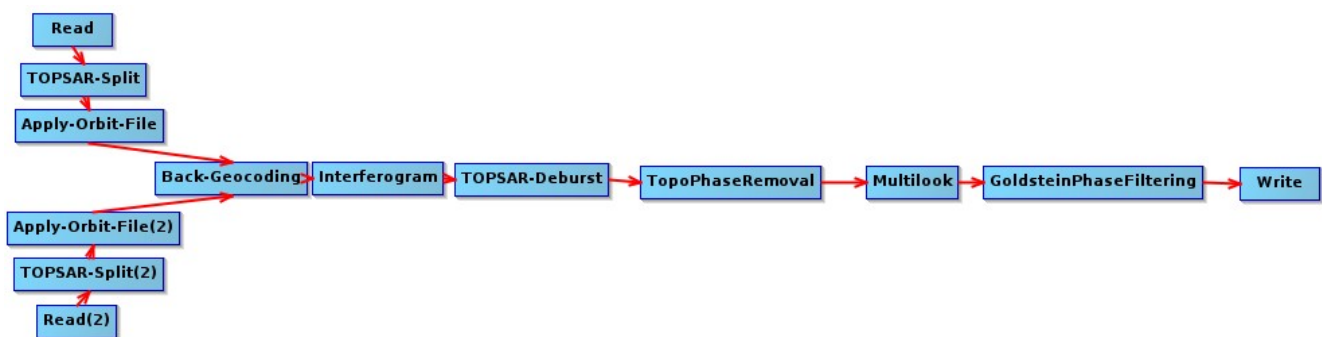 Read
TOPSAR-Split
Apply-Orbit-File
Back-Geocoding
Interferogram
TOPSAR-Deburst
TopoPhaseRemoval
Multilook
GoldsteinPhaseFiltering
Write
Apply-Orbit-File(2)
TOPSAR-Split(2)
Read(2)